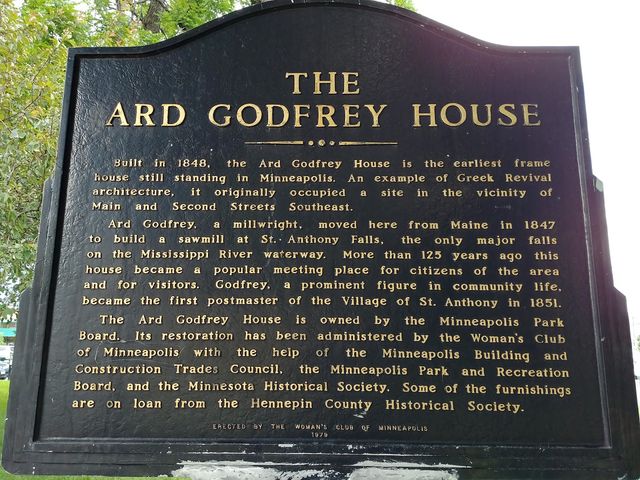 THE
ARD GODFREY HOUSE
Built in 1848, the Ard Godfrey House is the earliest frame
house still standing in Minneapolis. An example of Greek Revival
architecture, it originally occupied a site in the vicinity of
Main and Second Streets Southeast.
Ard Godfrey, a millwright, moved here from Maine in 1847
to build a sawmill at St. Anthony Falls, the only major falls
on the Mississippi River waterway. More than 125 years ago this
house became a popular meeting place for citizens of the area
and for visitors. Godfrey, a prominent figure in community life,
became the first postmaster of the Village of St. Anthony in 1851.
The Ard Godfrey House is owned by the Minneapolis Park
Board. Its restoration has been administered by the Woman's Club
of Minneapolis with the help of the Minneapolis Building and
Construction Trades Council, the Minneapolis Park and Recreation
Board, and the Minnesota Historical Society. Some of the furnishings
are on loan from the Hennepin County Historical Society.
ERECTED BY THE WOMAN'S CLUB OF MINNEAPOLIS
1979